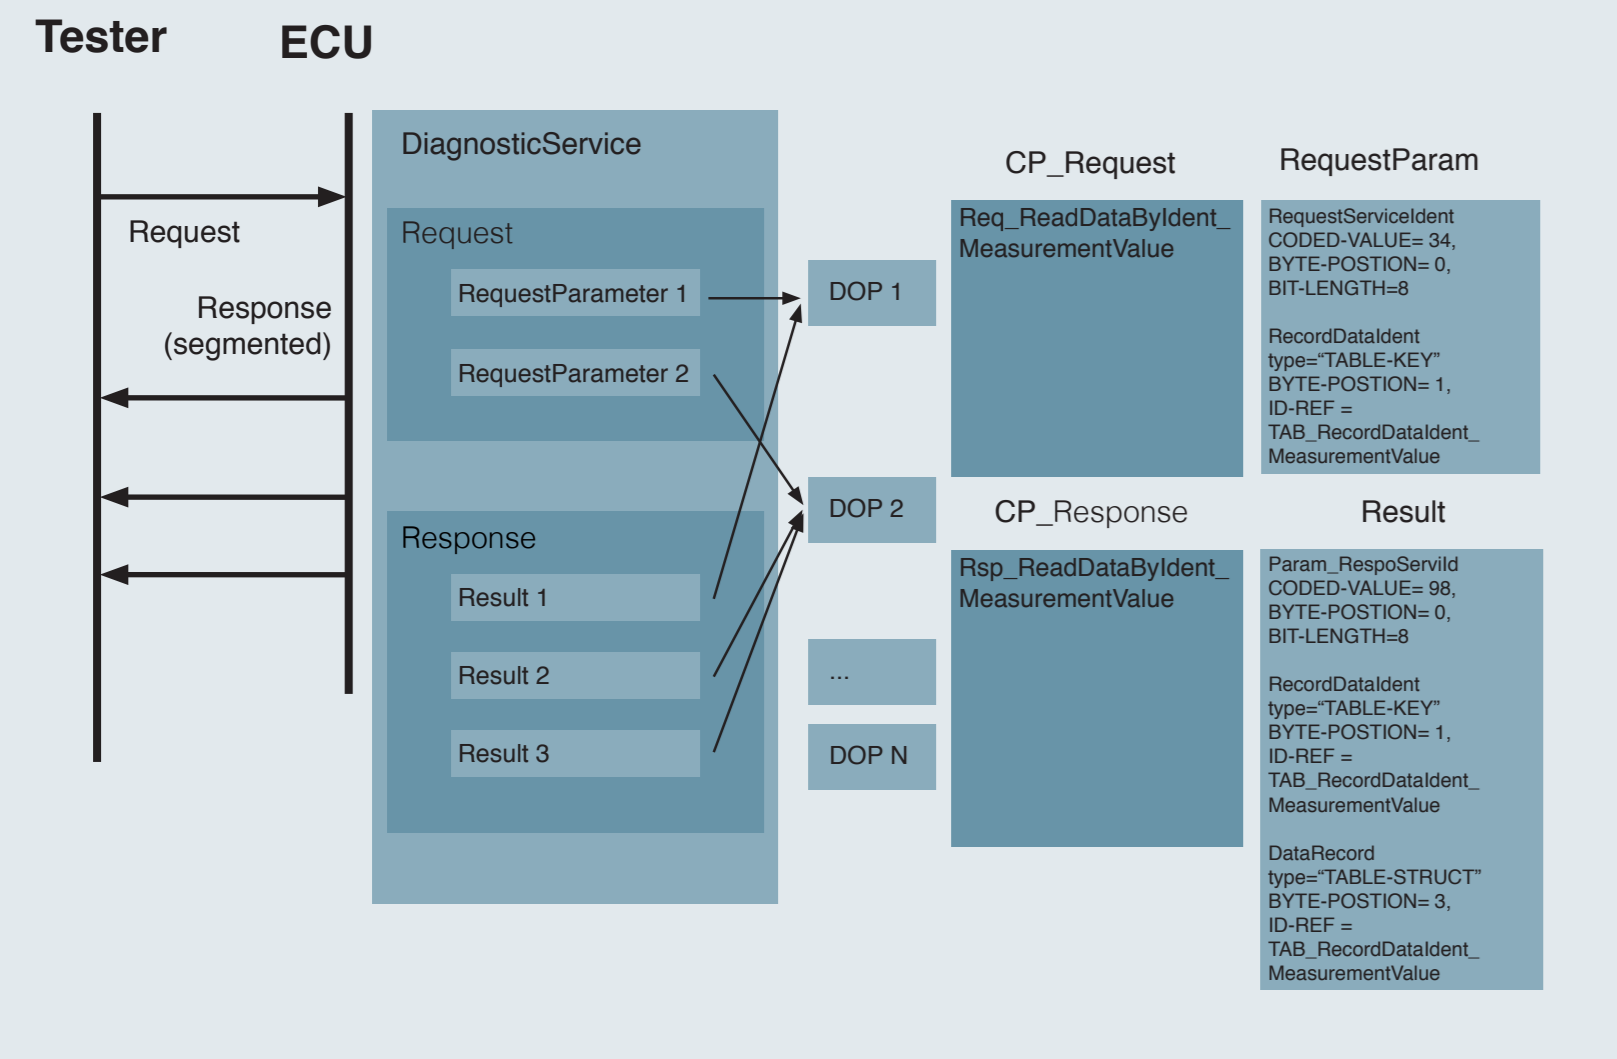 Tester
ECU
Request
Response
(segmented)
DiagnosticService
Request
RequestParameter 1
RequestParameter 2
Response
Result 1
Result 2
Result 3
DOP 1
DOP 2
...
DOP N
CP_Request
Req_ReadDataByIdent_
MeasurementValue
RequestParam
RequestServiceIdent
CODED-VALUE= 34,
BYTE-POSTION= 0,
BIT-LENGTH=8
RecordDataIdent
type=“TABLE-KEY”
BYTE-POSTION= 1,
ID-REF =
TAB_RecordDataIdent_
MeasurementValue
CP_Response
Rsp_ReadDataByIdent_
MeasurementValue
Result
Param_RespoServiId
CODED-VALUE= 98,
BYTE-POSTION= 0,
BIT-LENGTH=8
RecordDataIdent
type=“TABLE-KEY”
BYTE-POSTION= 1,
ID-REF =
TAB_RecordDataIdent_
MeasurementValue
DataRecord
type=“TABLE-STRUCT”
BYTE-POSTION= 3,
ID-REF =
TAB_RecordDataIdent_
MeasurementValue